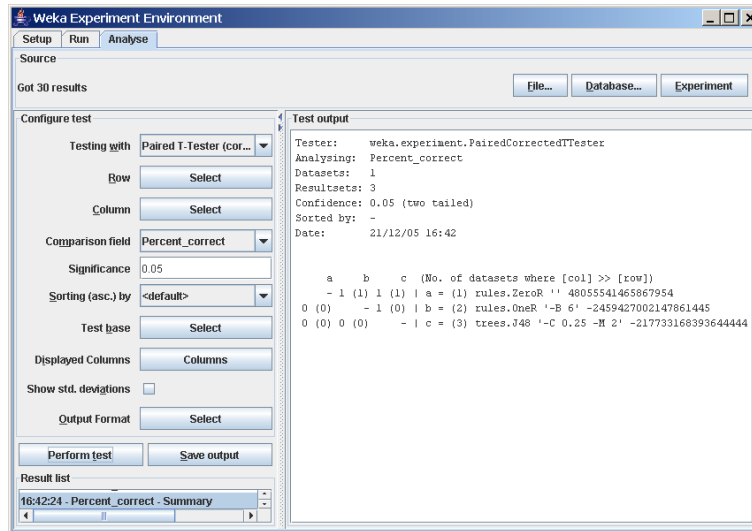 Weka Experiment Environment
Setup Run Analyse
Source
Got 30 results
File... Database... Experiment
Configure test
Testing with Paired T-Tester (cor...
Row Select
Column Select
Comparison field Percent_correct
Significance 0.05
Sorting (asc.) by <default>
Test base Select
Displayed Columns Columns
Show std. deviations
Output Format Select
Perform test Save output
Result list
16:42:24 - Percent_correct - Summary
Test output
Tester: weka.experiment.PairedCorrectedTTester
Analysing: Percent_correct
Datasets: 1
Resultsets: 3
Confidence: 0.05 (two tailed)
Sorted by: -
Date: 21/12/05 16:42
a b c (No. of datasets where [col] >> [row])
- 1 (1) 1 (1) | a = (1) rules.ZeroR '' 48055541465867954
0 (0) - 1 (0) | b = (2) rules.OneR '-B 6' -2459427002147861445
0 (0) 0 (0) - | c = (3) trees.J48 '-C 0.25 -M 2' -217733168393644444